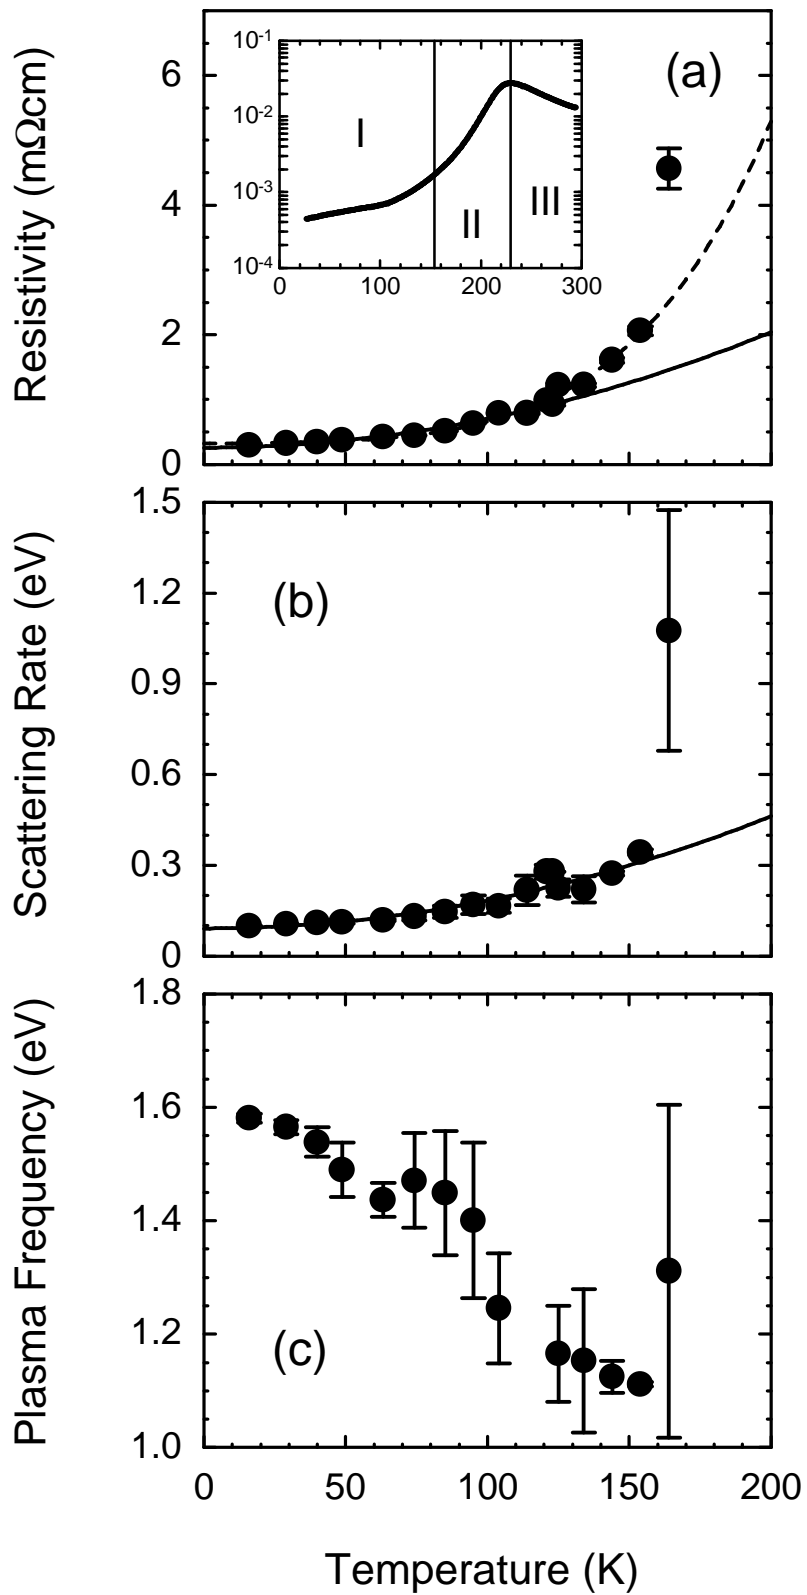 Resistivity (mΩcm)
6
4
2
0
(a)
10-1
10-2
10-3
10-4
I
II
III
0 100 200 300
Scattering Rate (eV)
1.5
1.2
0.9
0.6
0.3
0
(b)
Plasma Frequency (eV)
1.8
1.6
1.4
1.2
1.0
(c)
0 50 100 150 200
Temperature (K)